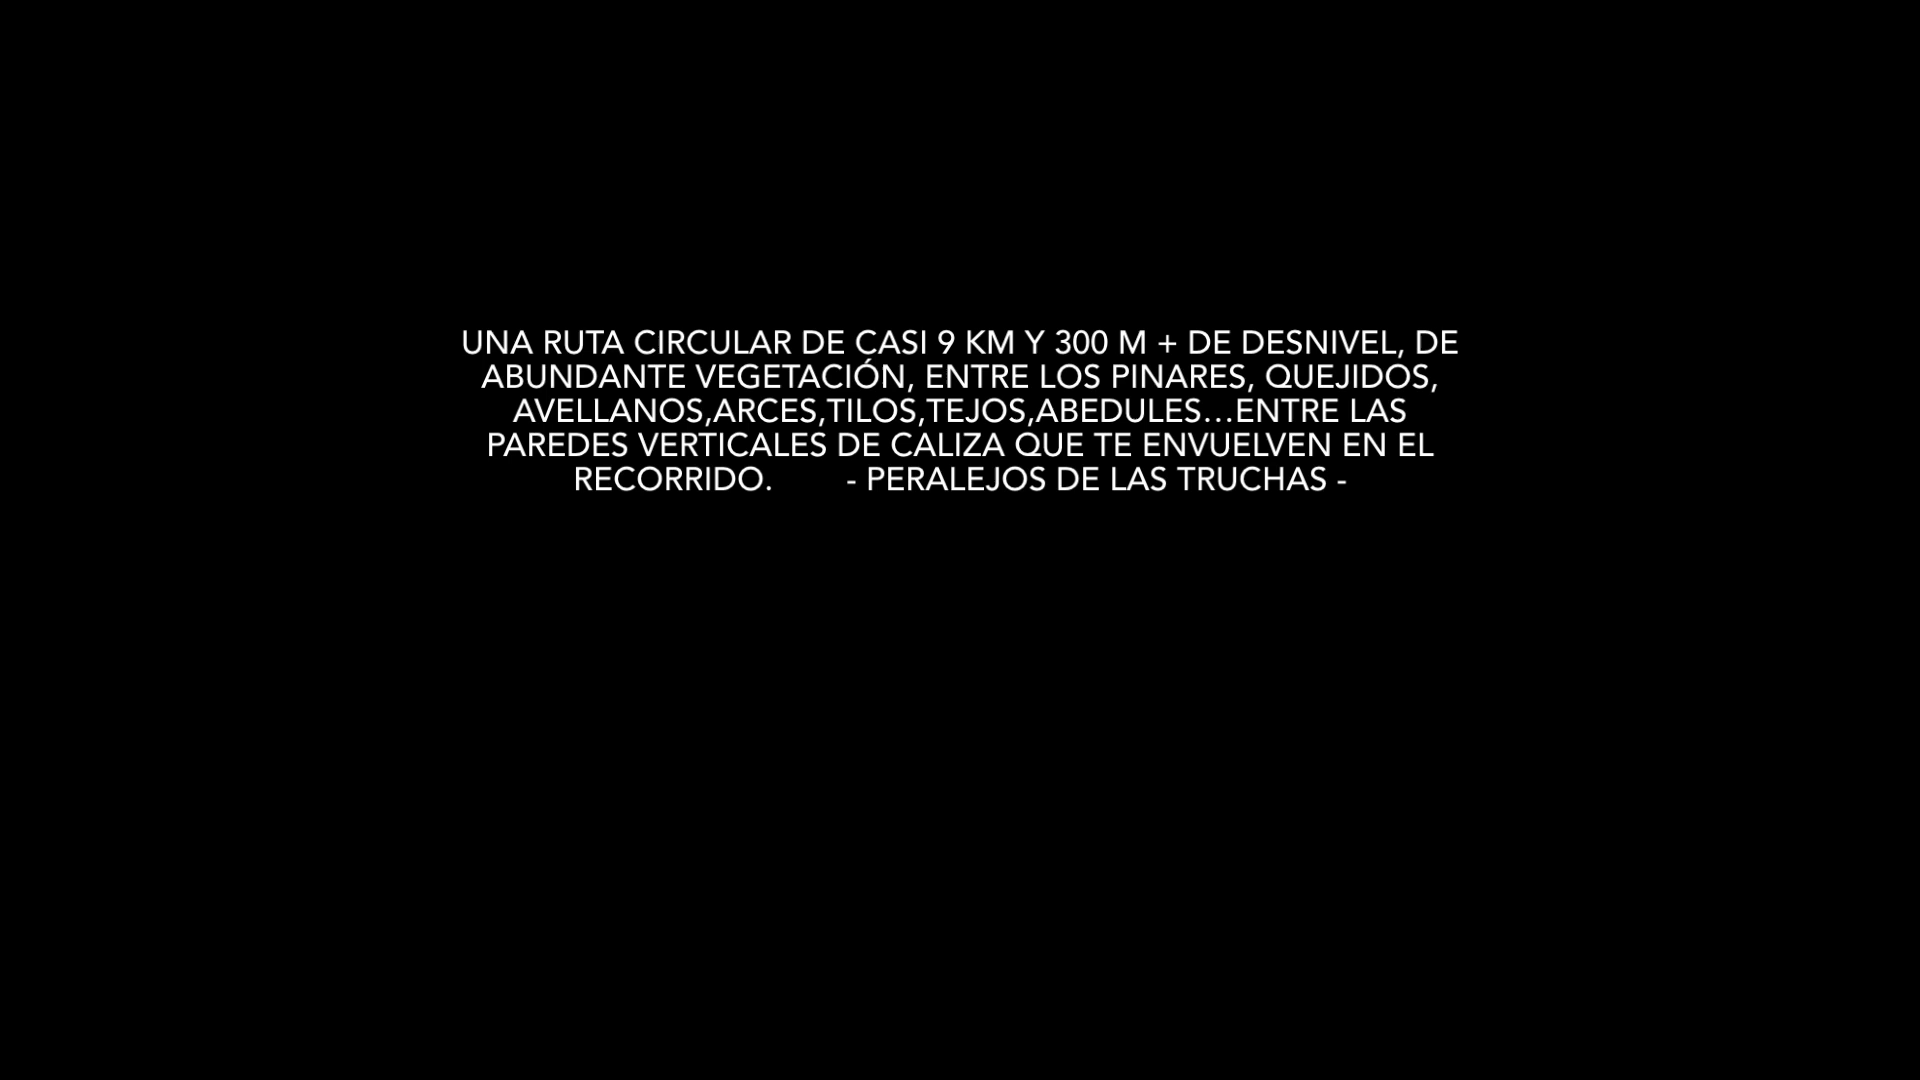 UNA RUTA CIRCULAR DE CASI 9 KM Y 300 M + DE DESNIVEL, DE
ABUNDANTE VEGETACIÓN, ENTRE LOS PINARES, QUEJIDOS,
AVELLANOS,ARCES,TILOS,TEJOS,ABEDULES…ENTRE LAS
PAREDES VERTICALES DE CALIZA QUE TE ENVUELVEN EN EL
RECORRIDO. - PERALEJOS DE LAS TRUCHAS -